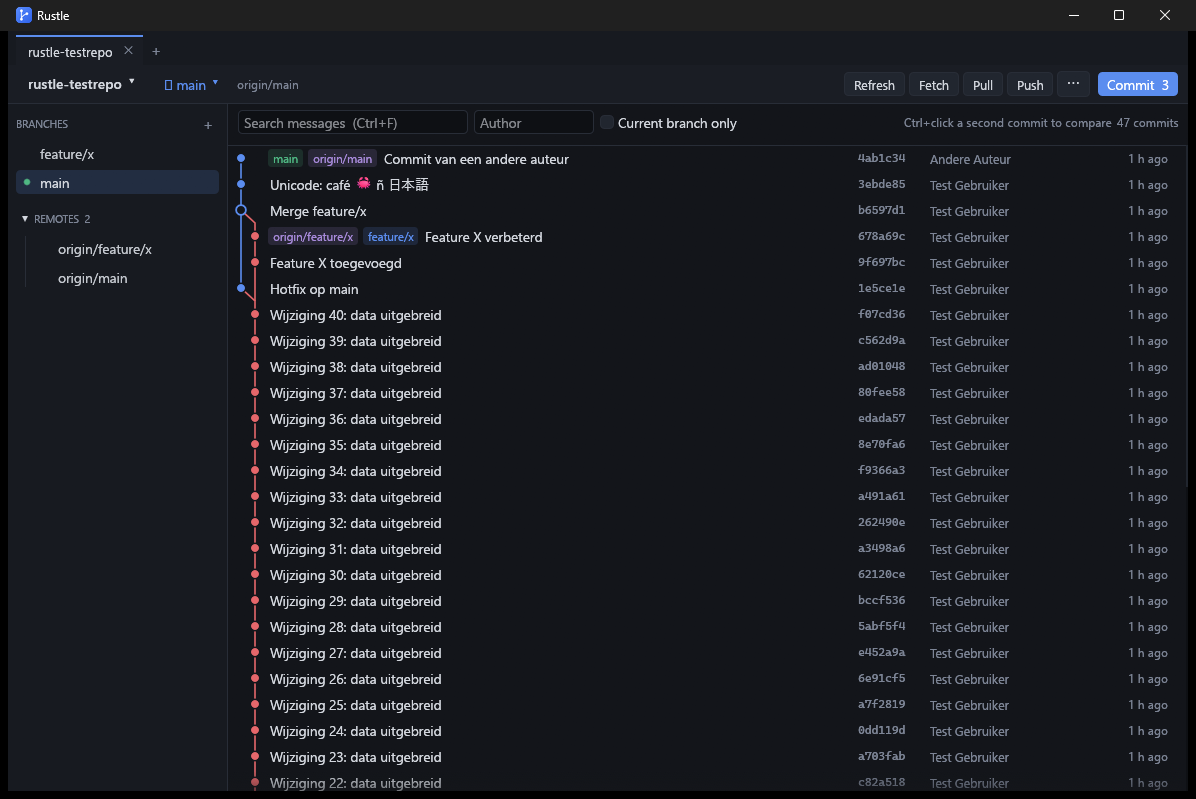 Rustle
rustle-testrepo
rustle-testrepo main origin/main Refresh Fetch Pull Push ··· Commit 3
BRANCHES
feature/x
main
REMOTES 2
origin/feature/x
origin/main
Search messages (Ctrl+F) Author Current branch only Ctrl+click a second commit to compare 47 commits
main origin/main Commit van een andere auteur 4ab1c34 Andere Auteur 1 h ago
Unicode: café 🦀 ñ 日本語 3ebde85 Test Gebruiker 1 h ago
Merge feature/x b6597d1 Test Gebruiker 1 h ago
origin/feature/x feature/x Feature X verbeterd 678a69c Test Gebruiker 1 h ago
Feature X toegevoegd 9f697bc Test Gebruiker 1 h ago
Hotfix op main 1e5ce1e Test Gebruiker 1 h ago
Wijziging 40: data uitgebreid f07cd36 Test Gebruiker 1 h ago
Wijziging 39: data uitgebreid c562d9a Test Gebruiker 1 h ago
Wijziging 38: data uitgebreid ad01048 Test Gebruiker 1 h ago
Wijziging 37: data uitgebreid 80fee58 Test Gebruiker 1 h ago
Wijziging 36: data uitgebreid edada57 Test Gebruiker 1 h ago
Wijziging 35: data uitgebreid 8e70fa6 Test Gebruiker 1 h ago
Wijziging 34: data uitgebreid f9366a3 Test Gebruiker 1 h ago
Wijziging 33: data uitgebreid a491a61 Test Gebruiker 1 h ago
Wijziging 32: data uitgebreid 262490e Test Gebruiker 1 h ago
Wijziging 31: data uitgebreid a3498a6 Test Gebruiker 1 h ago
Wijziging 30: data uitgebreid 62120ce Test Gebruiker 1 h ago
Wijziging 29: data uitgebreid bccf536 Test Gebruiker 1 h ago
Wijziging 28: data uitgebreid 5abf5f4 Test Gebruiker 1 h ago
Wijziging 27: data uitgebreid e452a9a Test Gebruiker 1 h ago
Wijziging 26: data uitgebreid 6e91cf5 Test Gebruiker 1 h ago
Wijziging 25: data uitgebreid a7f2819 Test Gebruiker 1 h ago
Wijziging 24: data uitgebreid 0dd119d Test Gebruiker 1 h ago
Wijziging 23: data uitgebreid a703fab Test Gebruiker 1 h ago
Wijziging 22: data uitgebreid c82a518 Test Gebruiker 1 h ago